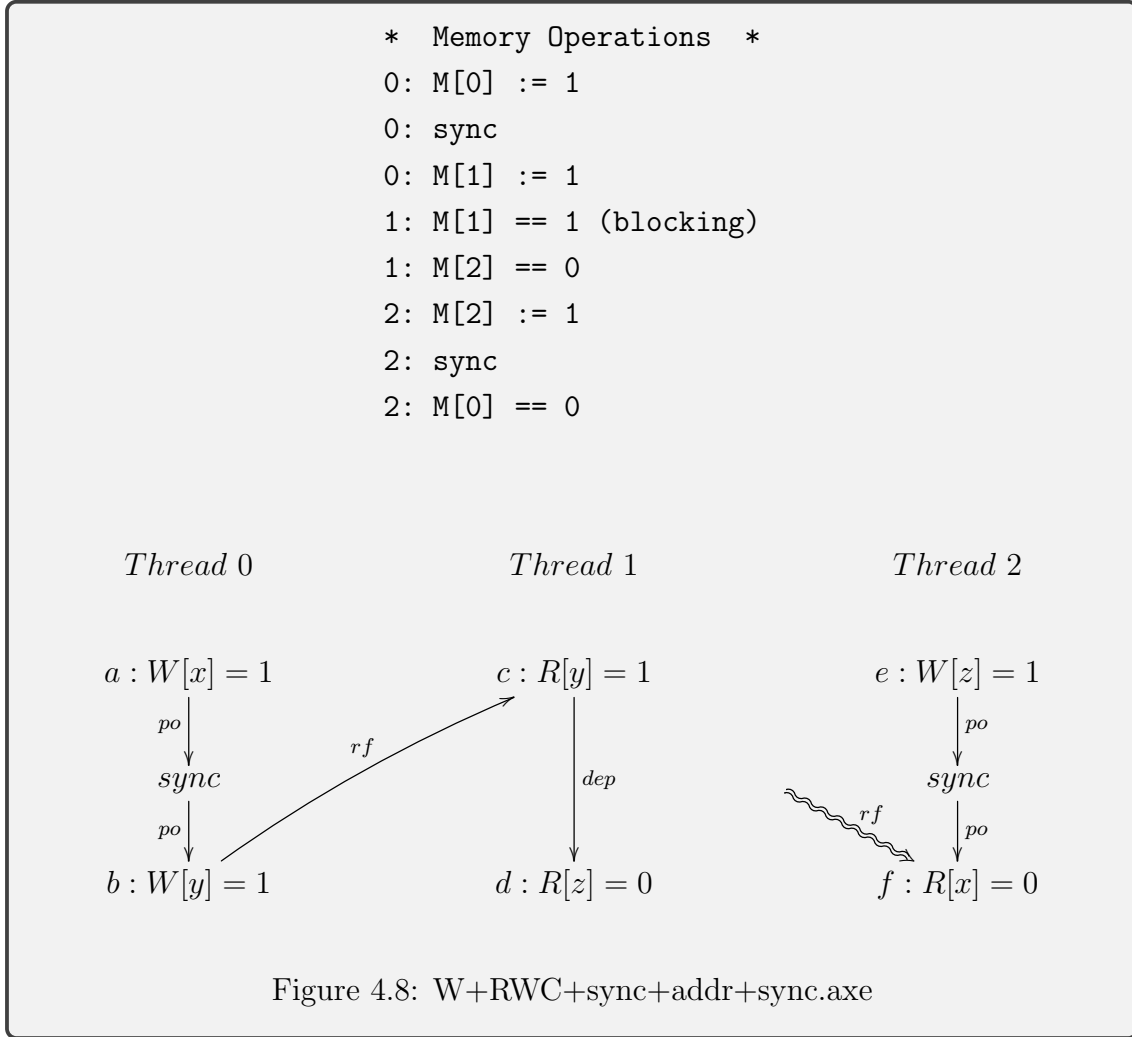 * Memory Operations *
0: M[0] := 1
0: sync
0: M[1] := 1
1: M[1] == 1 (blocking)
1: M[2] == 0
2: M[2] := 1
2: sync
2: M[0] == 0
Thread 0 Thread 1 Thread 2
a : W[x] = 1 c : R[y] = 1 e : W[z] = 1
po rf po
sync dep sync
po rf po
b : W[y] = 1 d : R[z] = 0 f : R[x] = 0
Figure 4.8: W+RWC+sync+addr+sync.axe